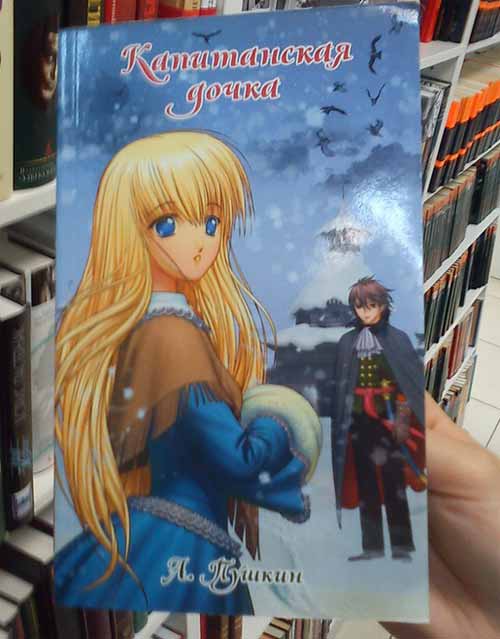 Капитанская
дочка
А. Пушкин